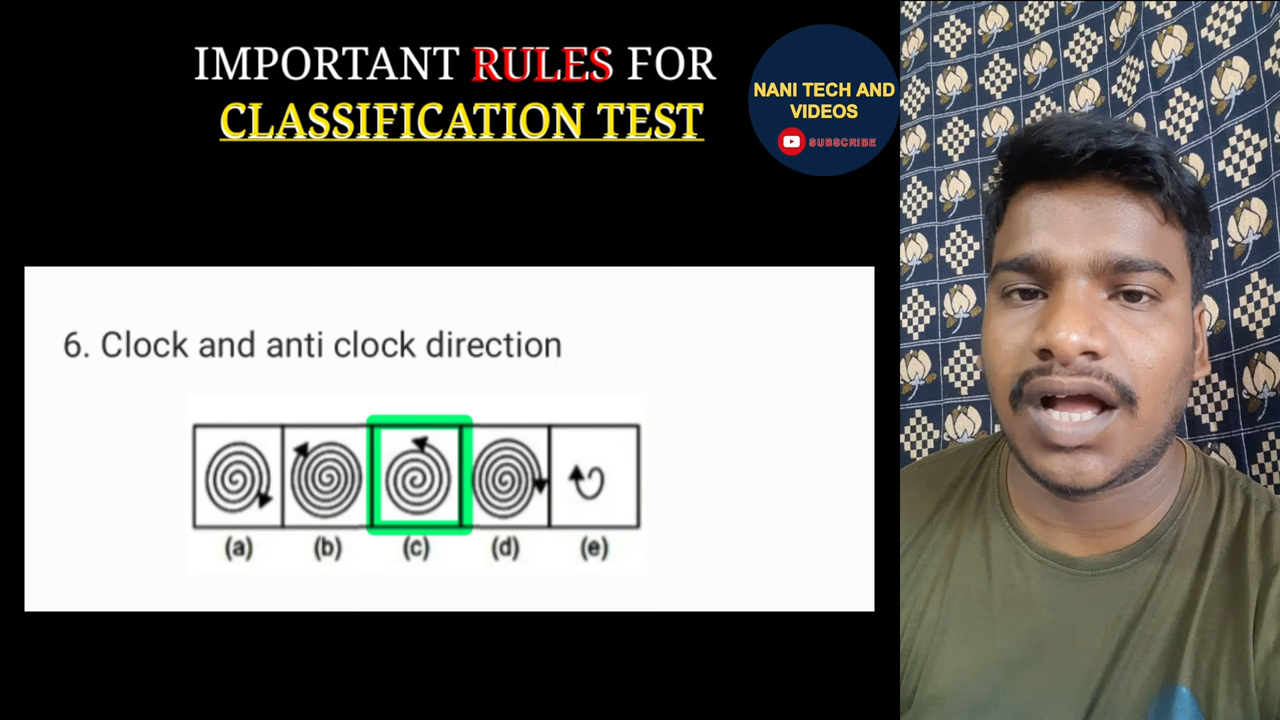 IMPORTANT RULES FOR
CLASSIFICATION TEST
NANI TECH AND
VIDEOS
SUBSCRIBE
6. Clock and anti clock direction
(a) (b) (c) (d) (e)